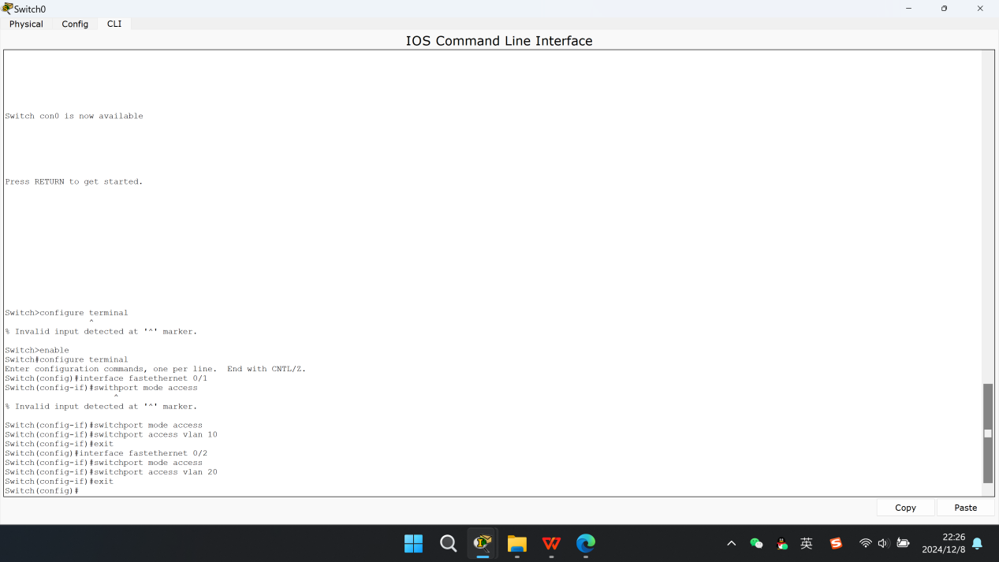 Switch0
Physical Config CLI
IOS Command Line Interface
Switch con0 is now available
Press RETURN to get started.
Switch>configure terminal
^
% Invalid input detected at '^' marker.
Switch>enable
Switch#configure terminal
Enter configuration commands, one per line.  End with CNTL/Z.
Switch(config)#interface fastethernet 0/1
Switch(config-if)#swithport mode access
^
% Invalid input detected at '^' marker.
Switch(config-if)#switchport mode access
Switch(config-if)#switchport access vlan 10
Switch(config-if)#exit
Switch(config)#interface fastethernet 0/2
Switch(config-if)#switchport mode access
Switch(config-if)#switchport access vlan 20
Switch(config-if)#exit
Switch(config)#
Copy Paste
英
22:26
2024/12/8